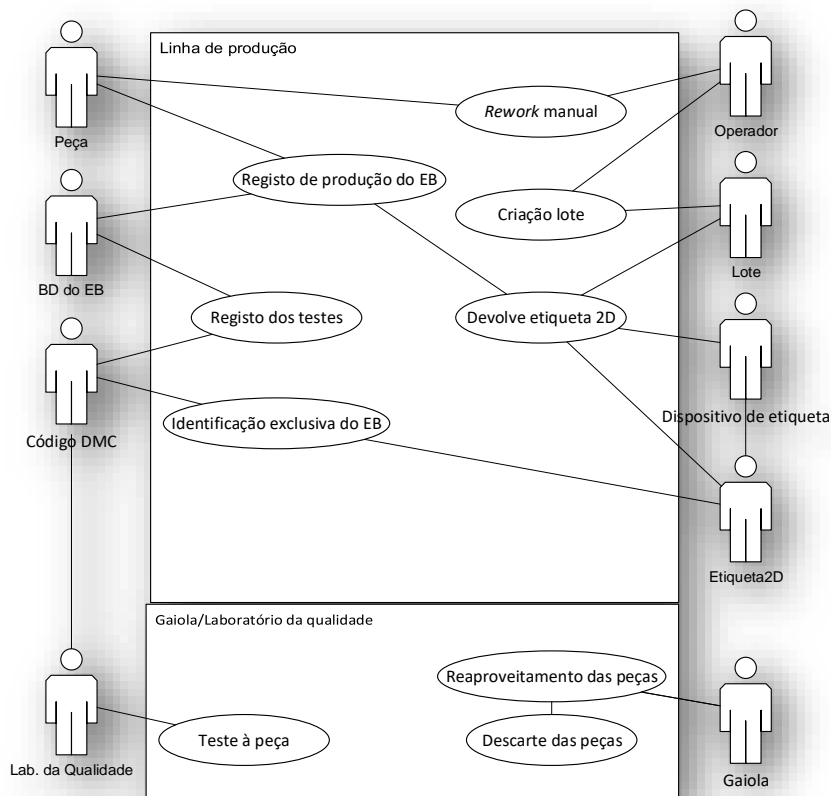 Linha de produção
Peça
Rework manual
Operador
Registo de produção do EB
Criação lote
BD do EB
Lote
Registo dos testes
Devolve etiqueta 2D
Dispositivo de etiqueta
Identificação exclusiva do EB
Código DMC
Etiqueta2D
Gaiola/Laboratório da qualidade
Reaproveitamento das peças
Teste à peça
Descarte das peças
Lab. da Qualidade
Gaiola